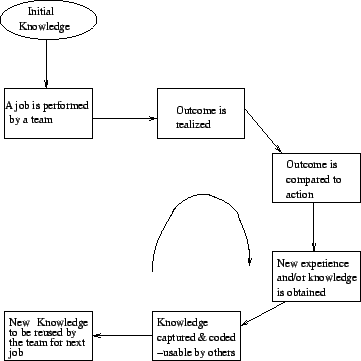 Initial
Knowledge
A job is performed
by a team
Outcome is
realized
Outcome is
compared to
action
New experience
and/or knowledge
is obtained
Knowledge
captured & coded
–usable by others
New Knowledge
to be reused by
the team for next
job